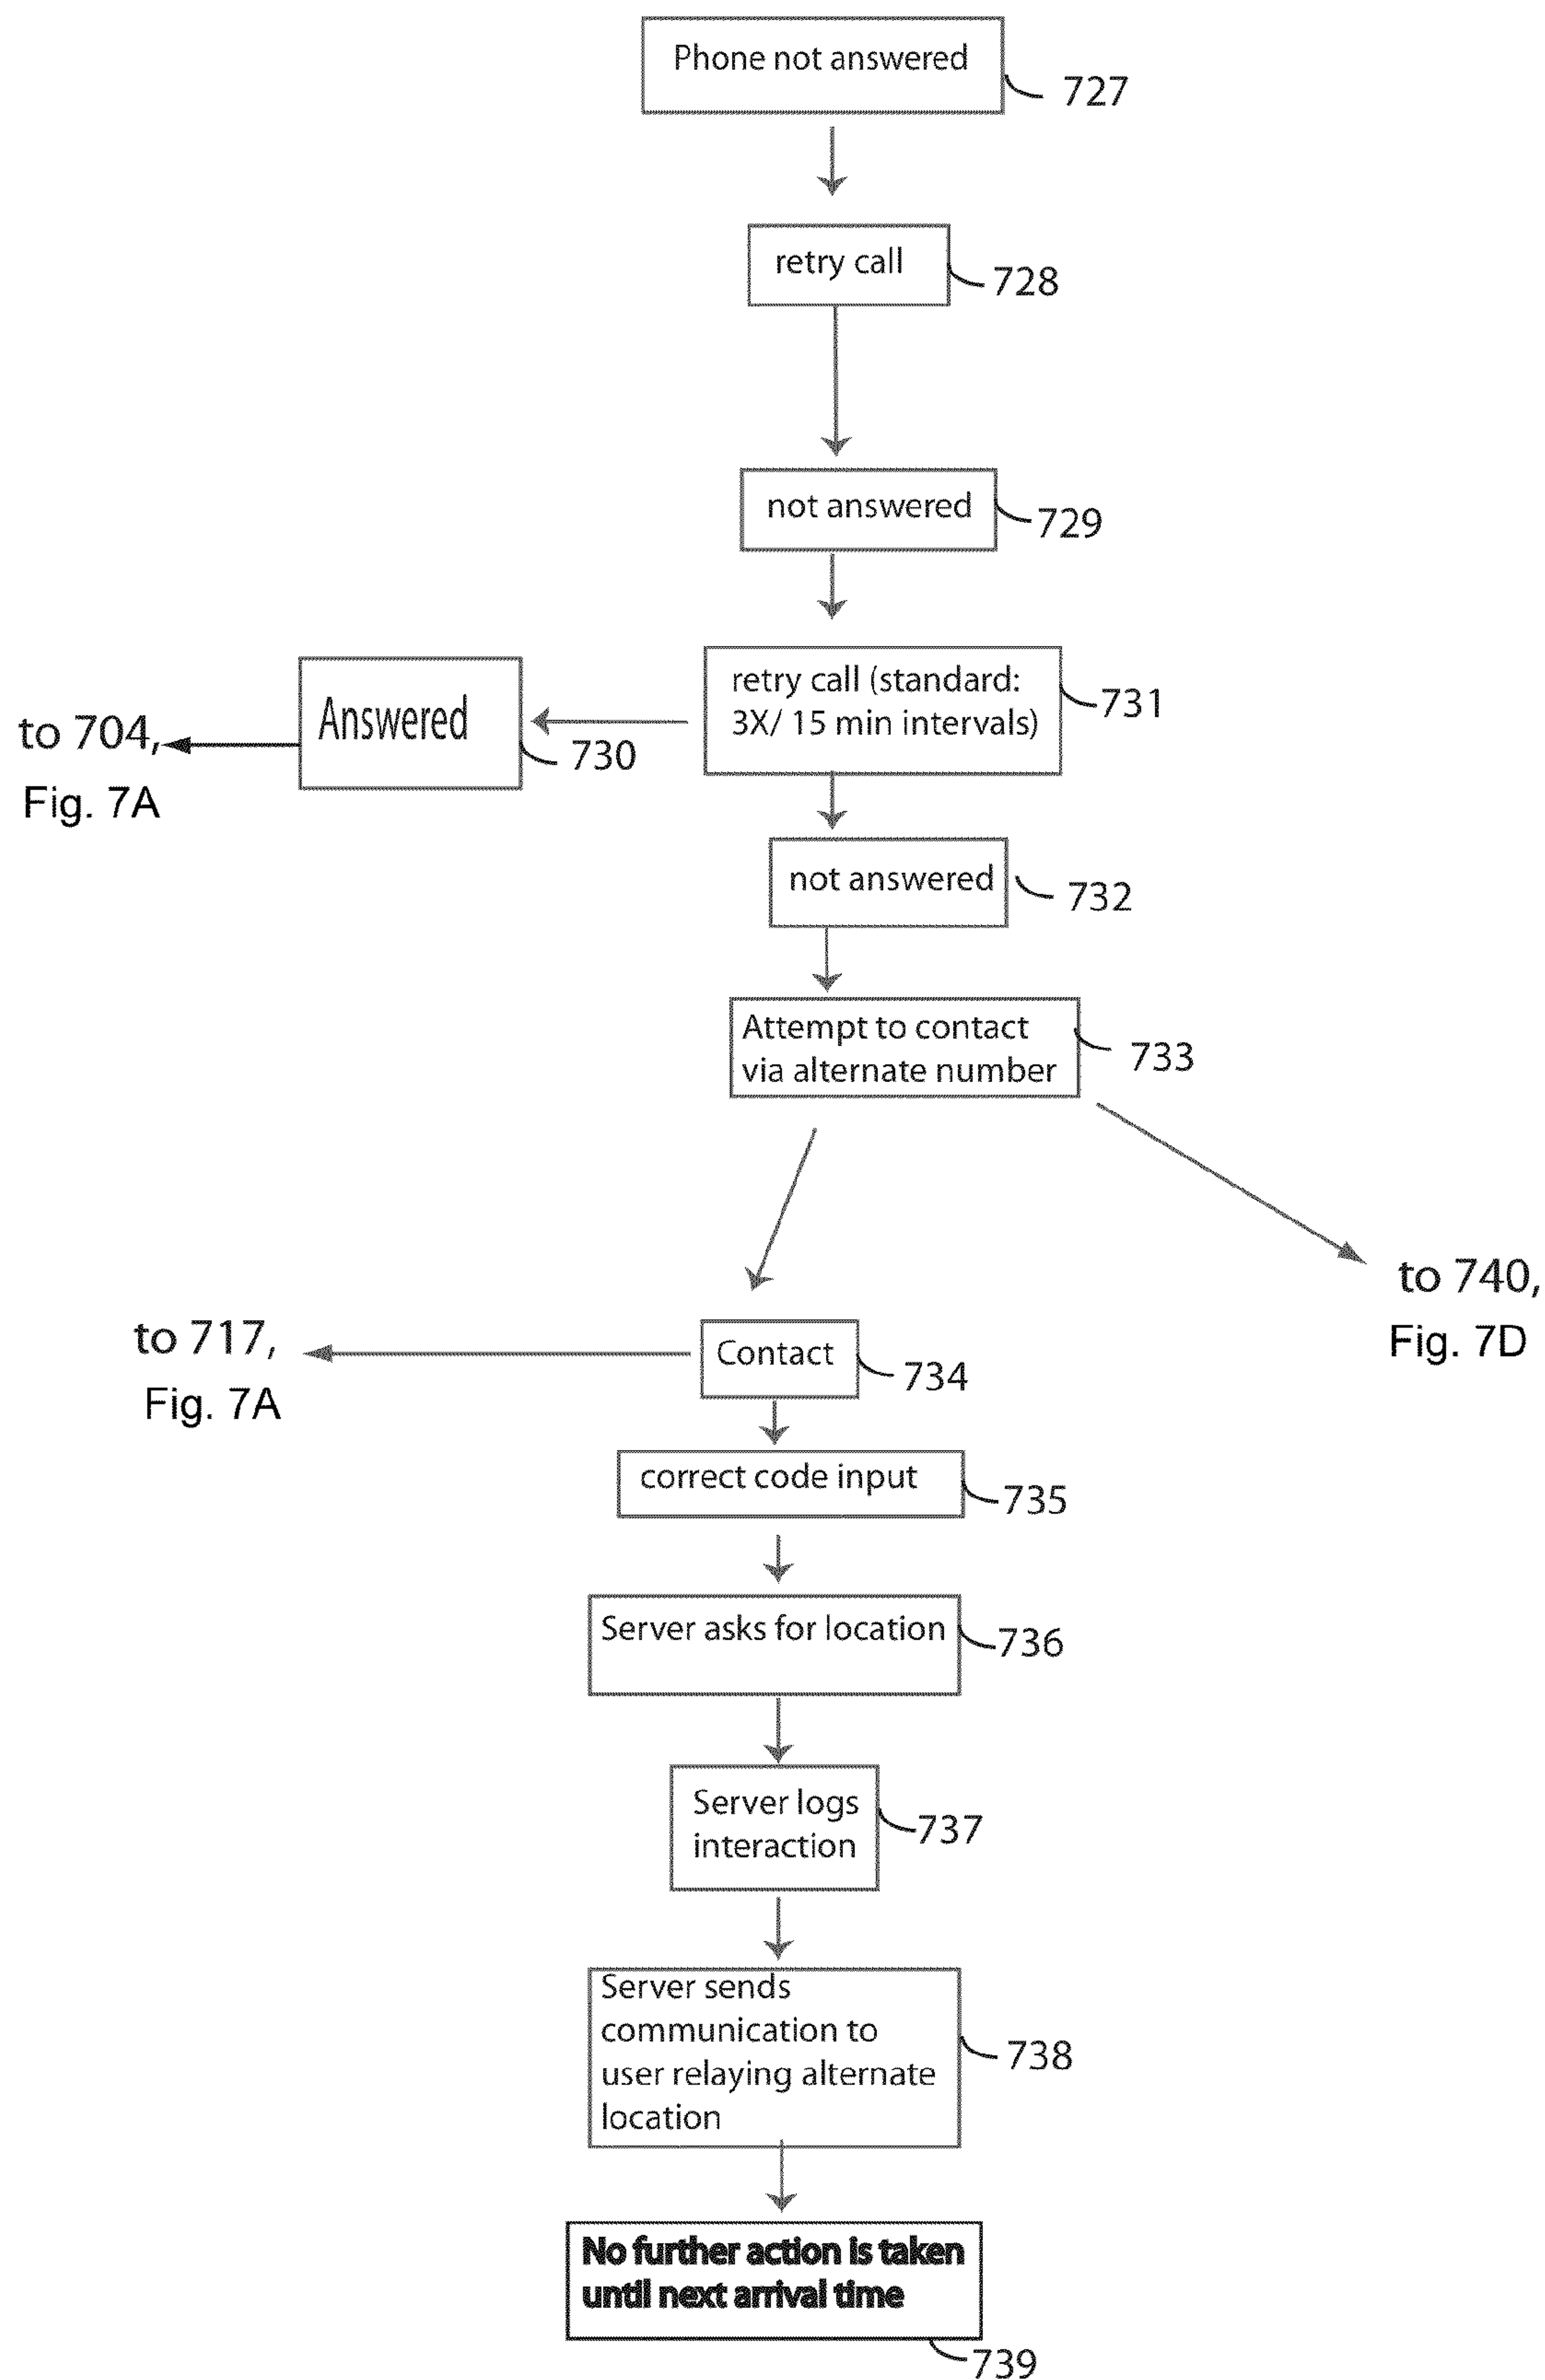 Phone not answered
727
retry call
728
not answered
729
retry call (standard:
3X/ 15 min intervals)
731
Answered
730
to 704,
Fig. 7A
not answered
732
Attempt to contact
via alternate number
733
to 740,
Fig. 7D
to 717,
Fig. 7A
Contact
734
correct code input
735
Server asks for location
736
Server logs
interaction
737
Server sends
communication to
user relaying alternate
location
738
No further action is taken
until next arrival time
739